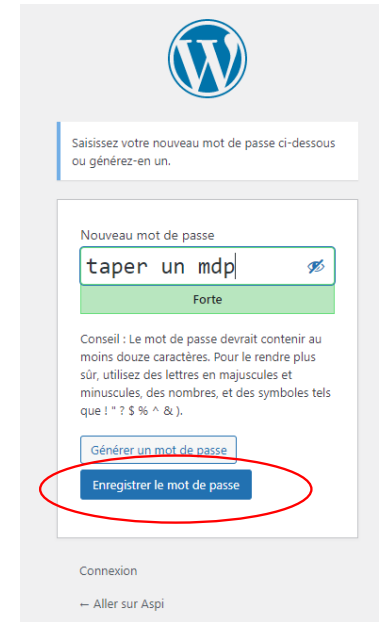 Saisissez votre nouveau mot de passe ci-dessous
ou générez-en un.
Nouveau mot de passe
taper un mdp
Forte
Conseil : Le mot de passe devrait contenir au
moins douze caractères. Pour le rendre plus
sûr, utilisez des lettres en majuscules et
minuscules, des nombres, et des symboles tels
que ! " ? $ % ^ & ).
Générer un mot de passe
Enregistrer le mot de passe
Connexion
← Aller sur Aspi